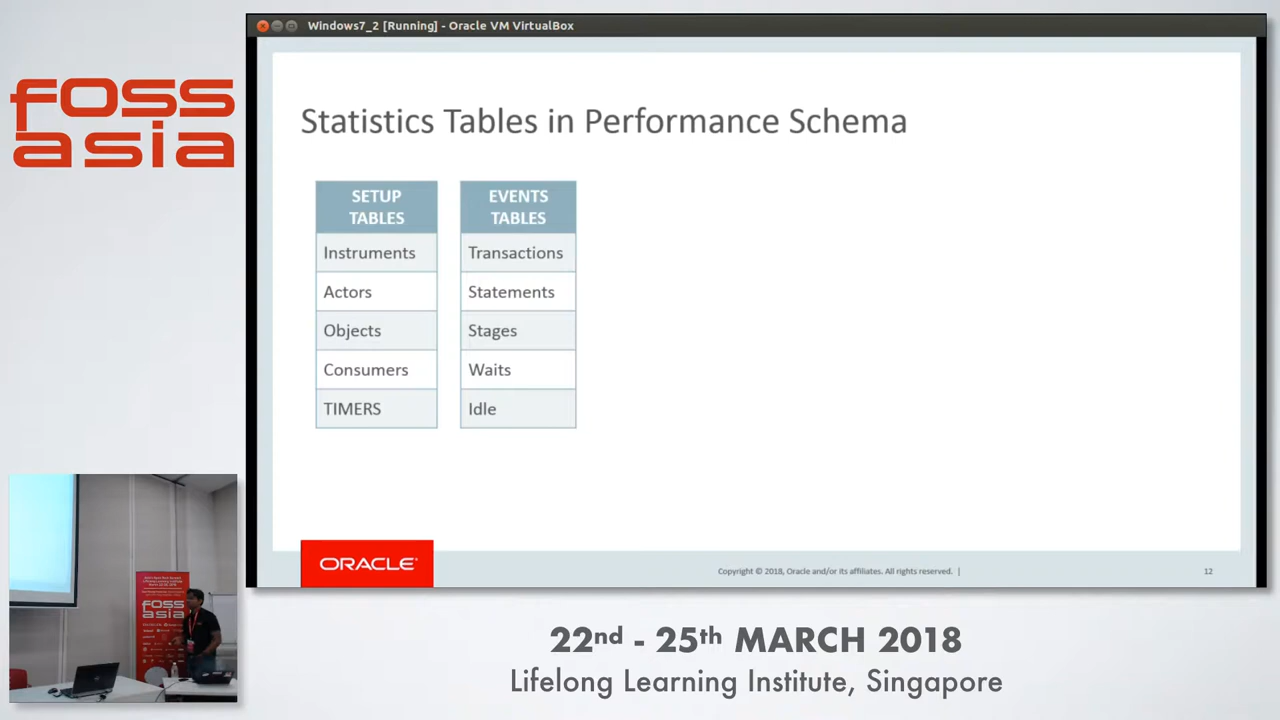 foss
asia
Windows7_2 [Running] - Oracle VM VirtualBox
Statistics Tables in Performance Schema
SETUP
TABLES
Instruments
Actors
Objects
Consumers
TIMERS
EVENTS
TABLES
Transactions
Statements
Stages
Waits
Idle
ORACLE®
Copyright © 2018, Oracle and/or its affiliates. All rights reserved. |
12
FOSS
ASIA
22nd - 25th MARCH 2018
Lifelong Learning Institute, Singapore